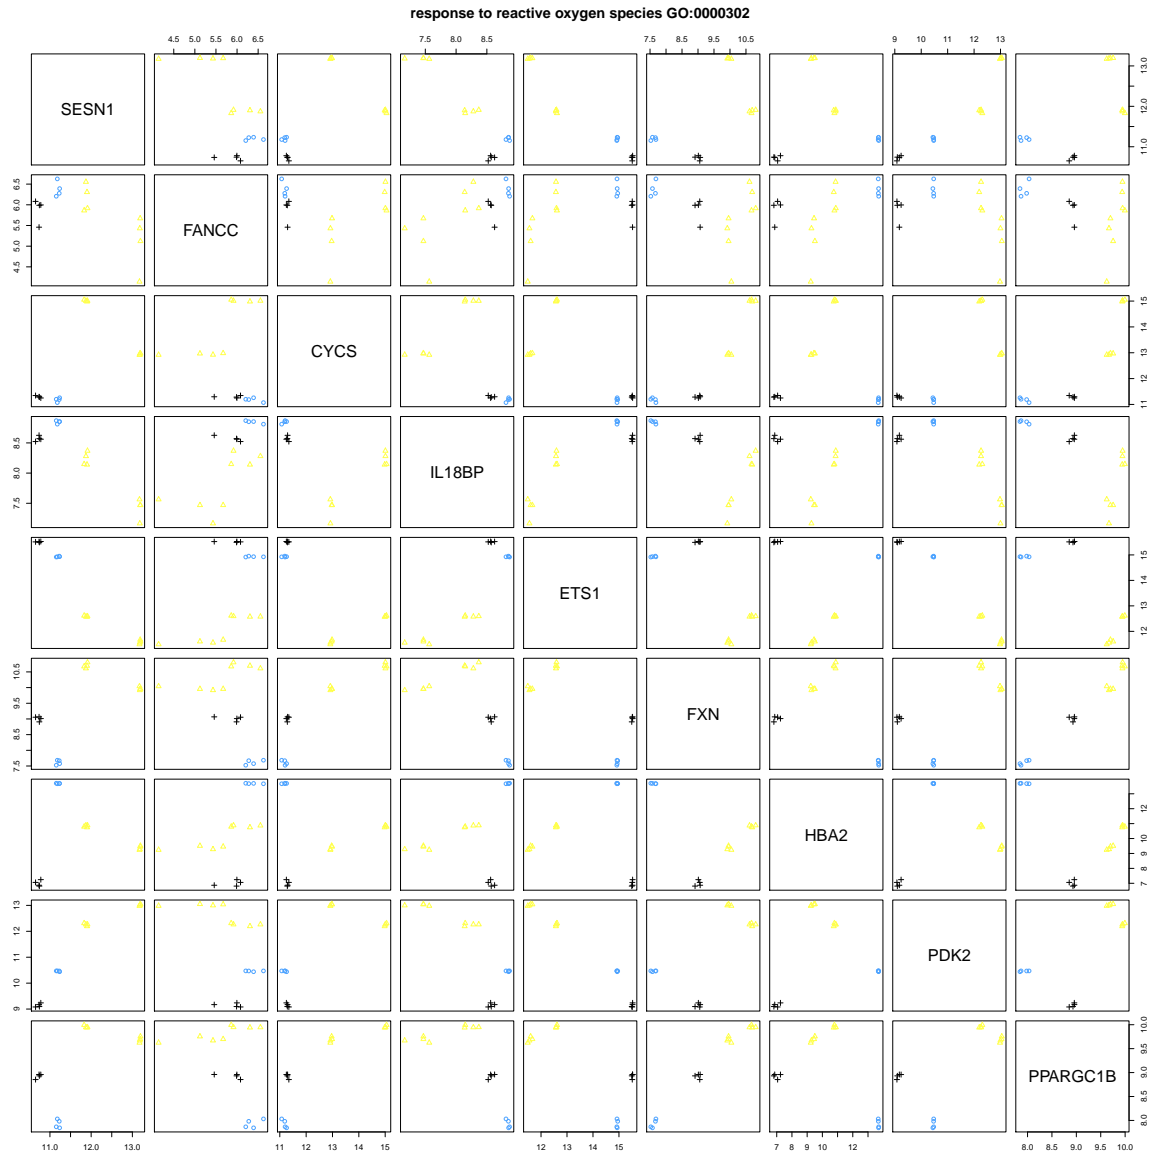 response to reactive oxygen species GO:0000302
4.5 5.0 5.5 6.0 6.5
7.5 8.0 8.5
7.5 8.5 9.5 10.5
9 10 11 12 13
SESN1
11.0 12.0 13.0
4.5 5.0 5.5 6.0 6.5
FANCC
CYCS
11 12 13 14 15
7.5 8.0 8.5
IL18BP
ETS1
12 13 14 15
7.5 8.5 9.5 10.5
FXN
HBA2
7 8 9 10 12
9 10 11 12 13
PDK2
PPARGC1B
8.0 8.5 9.0 9.5 10.0
11.0 12.0 13.0
11 12 13 14 15
12 13 14 15
7 8 9 10 12
8.0 8.5 9.0 9.5 10.0